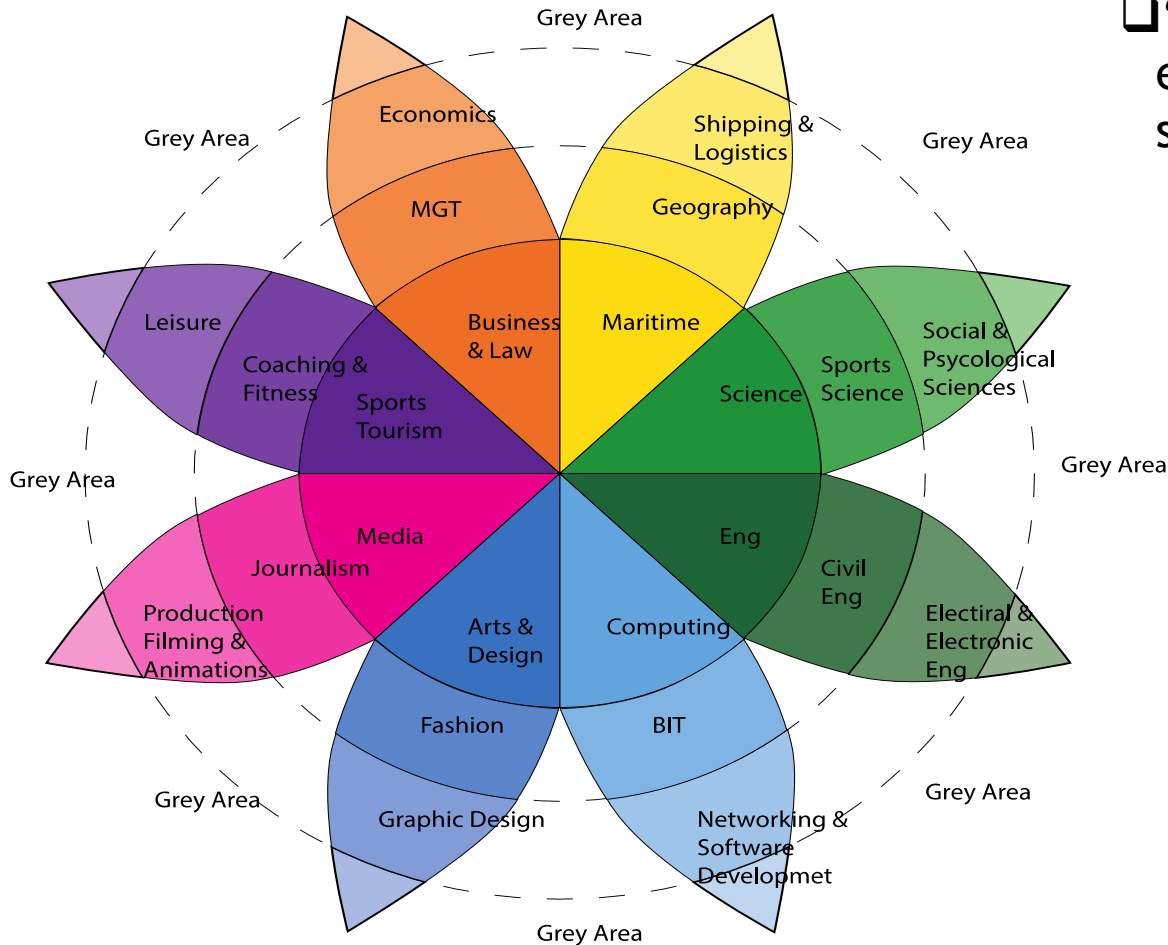 Grey Area
e
s
Economics
Shipping &
Logistics
Grey Area
Grey Area
MGT
Geography
Leisure
Business
& Law
Maritime
Social &
Psycological
Sciences
Coaching &
Fitness
Sports
Science
Science
Sports
Tourism
Grey Area
Grey Area
Media
Eng
Journalism
Civil
Eng
Production
Filming &
Animations
Arts &
Design
Computing
Electiral &
Electronic
Eng
Fashion
BIT
Grey Area
Grey Area
Graphic Design
Networking &
Software
Developmet
Grey Area